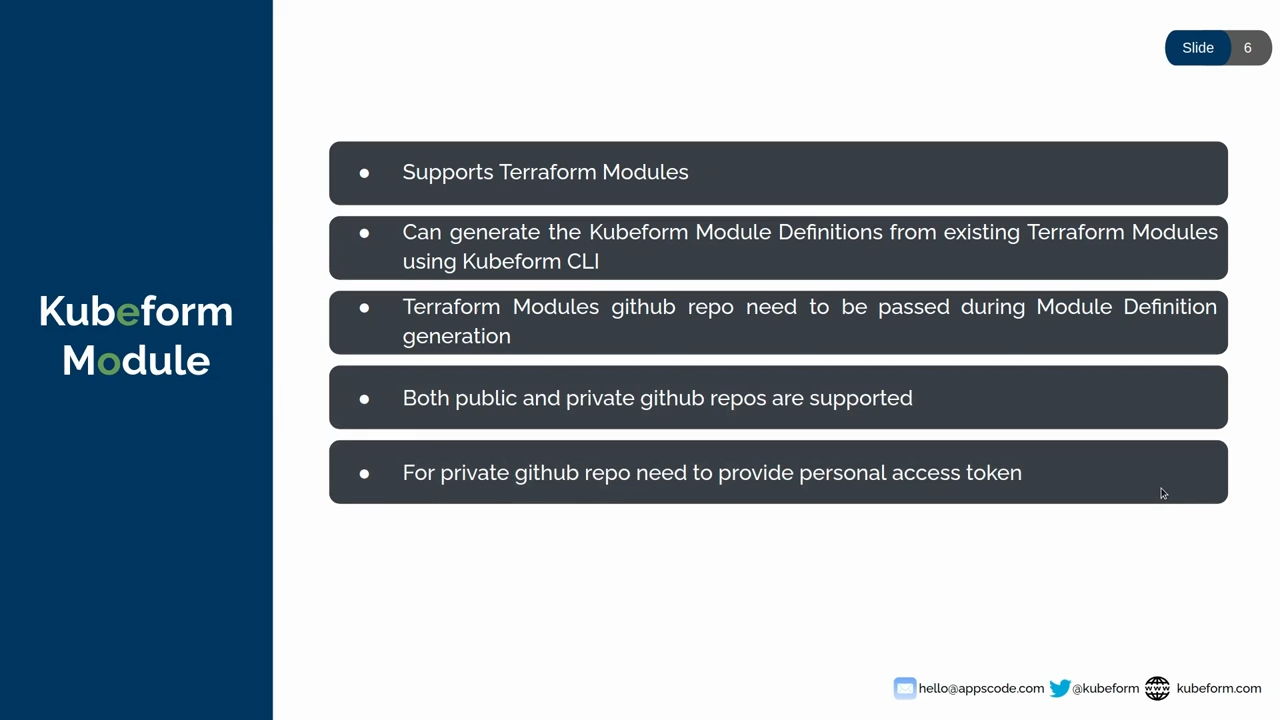 Slide 6
● Supports Terraform Modules
● Can generate the Kubeform Module Definitions from existing Terraform Modules
using Kubeform CLI
● Terraform Modules github repo need to be passed during Module Definition
generation
● Both public and private github repos are supported
● For private github repo need to provide personal access token
Kubeform
Module
hello@appscode.com @kubeform www kubeform.com